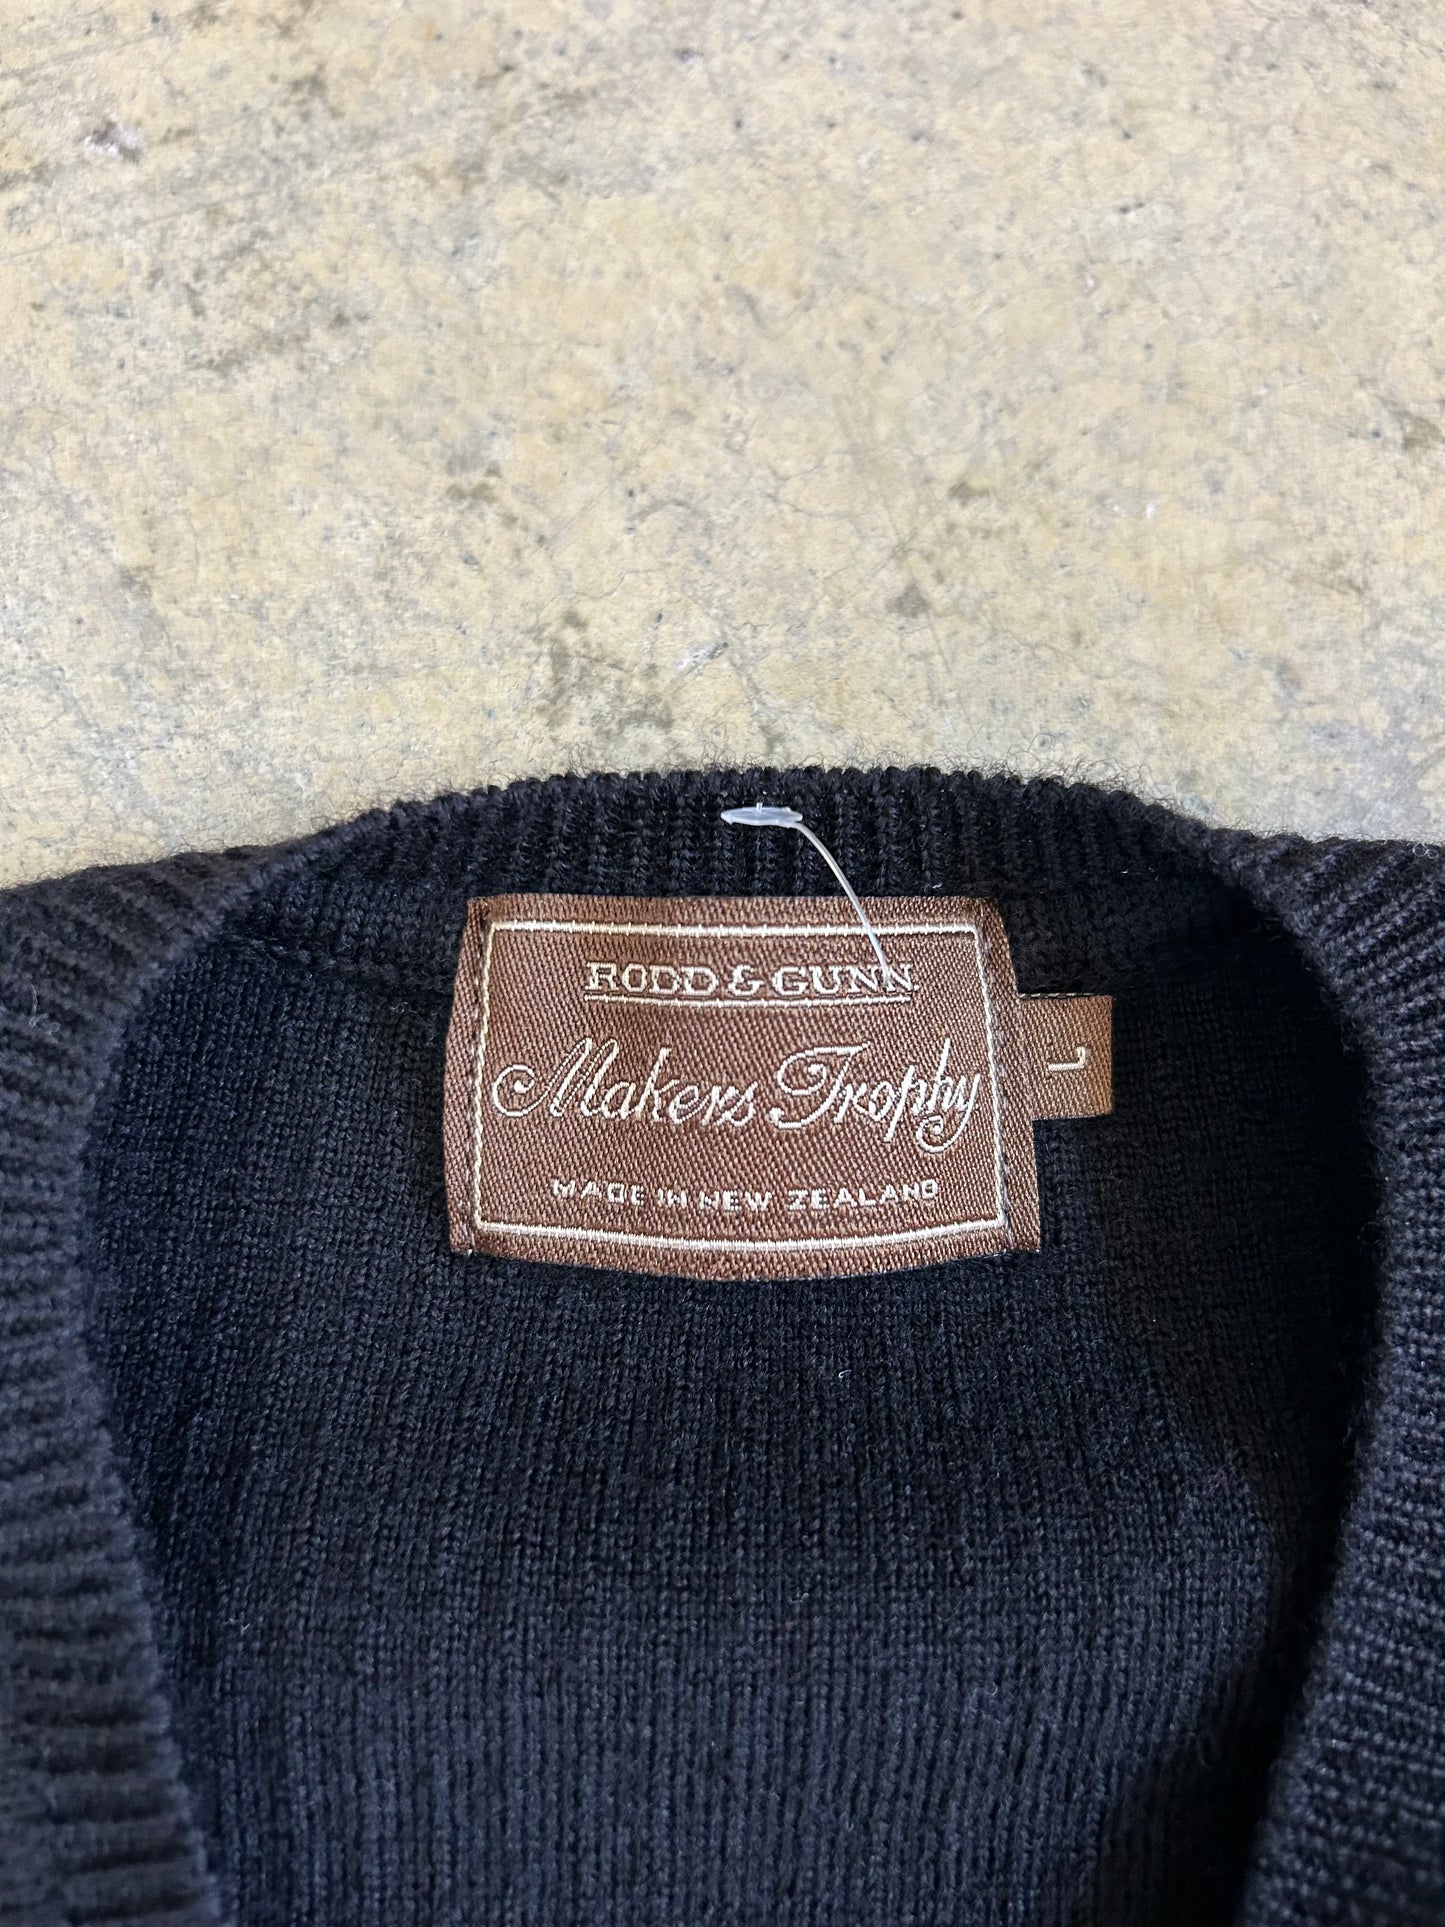 RODD & GUNN
Makers Trophy
MADE IN NEW ZEALAND
L